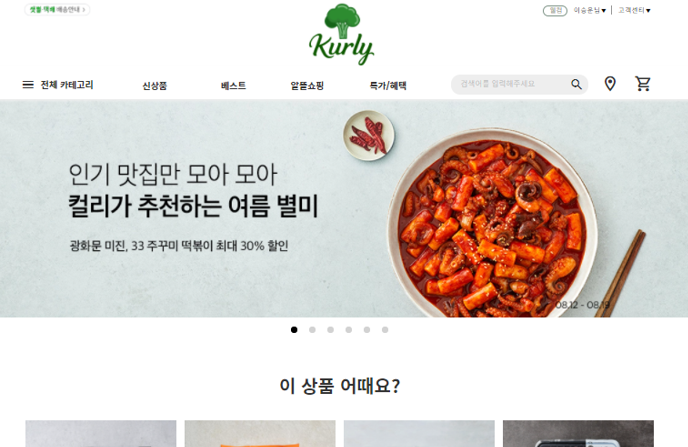 샛별·택배 배송안내 >
일반 이승운님▼ | 고객센터▼
Kurly
전체 카테고리 신상품 베스트 알뜰쇼핑 특가/혜택 검색어를 입력해주세요
인기 맛집만 모아 모아
컬리가 추천하는 여름 별미
광화문 미진, 33 주꾸미 떡볶이 최대 30% 할인
08.12 - 08.19
이 상품 어때요?